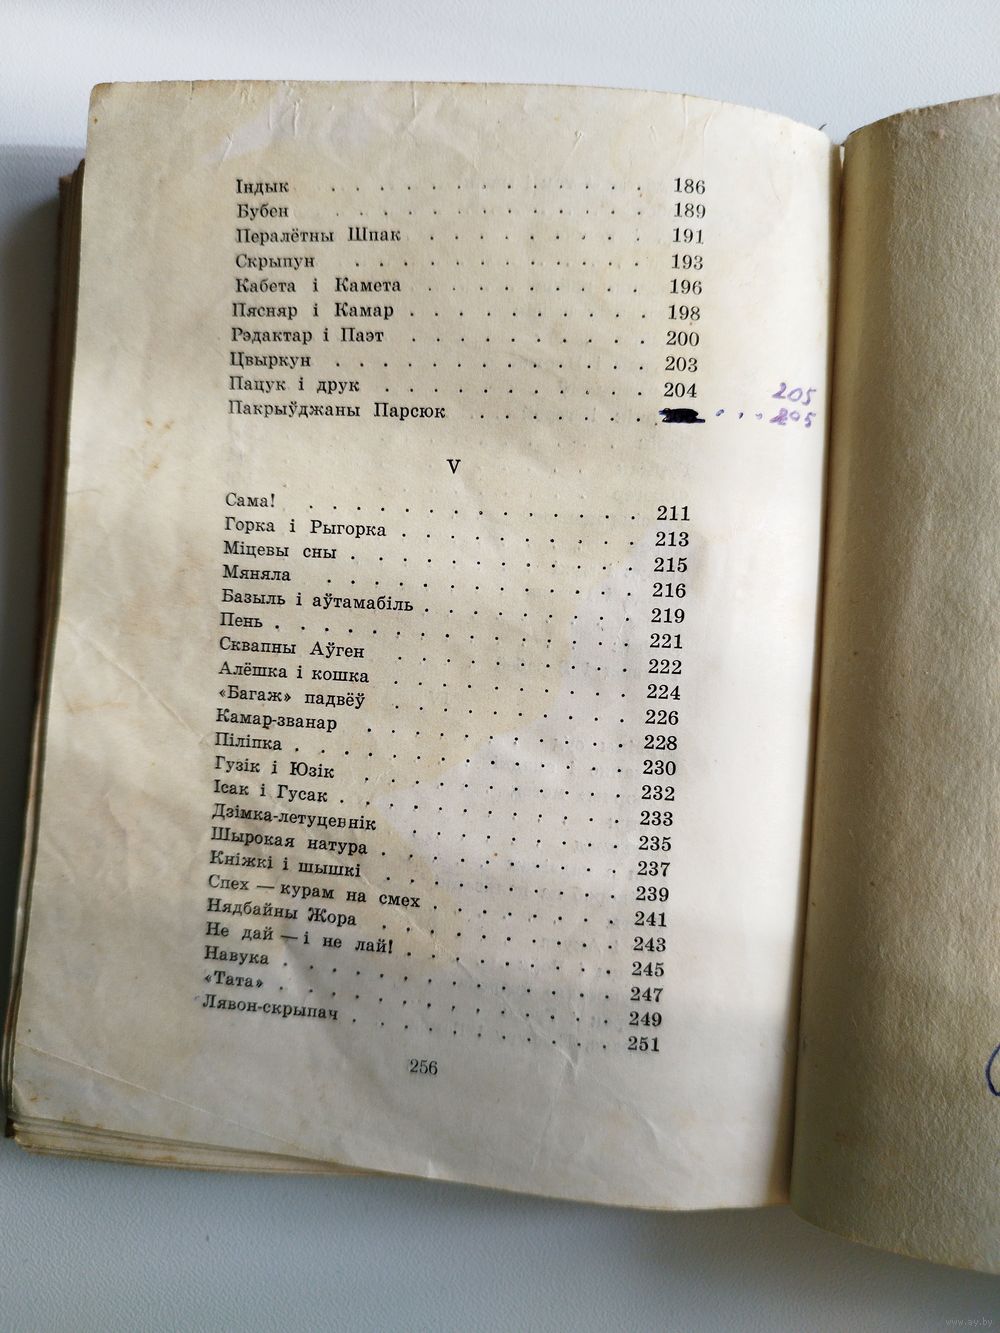 Індык . . . . . . . . . . . . . 186
Бубен . . . . . . . . . . . . . 189
Пералётны Шпак . . . . . . . . . 191
Скрыпун . . . . . . . . . . . . 193
Кабета і Камета . . . . . . . . . 196
Пясняр і Камар . . . . . . . . . . 198
Рэдактар і Паэт . . . . . . . . . . 200
Цвыркун . . . . . . . . . . . . . 203
Пацук і друк . . . . . . . . . . . 204 205
Пакрыўджаны Парсюк . . . . . . . . . . 205
V
Сама! . . . . . . . . . . . . . 211
Горка і Рыгорка . . . . . . . . . . 213
Міцевы сны . . . . . . . . . . . . 215
Мяняла . . . . . . . . . . . . . 216
Базыль і аўтамабіль . . . . . . . . . 219
Пень . . . . . . . . . . . . . . . 221
Сквапны Аўген . . . . . . . . . . 222
Алёшка і кошка . . . . . . . . . . 224
«Багаж» падвёў . . . . . . . . . . 226
Камар-званар . . . . . . . . . . . 228
Піліпка . . . . . . . . . . . . . . 230
Гузік і Юзік . . . . . . . . . . . 232
Ісак і Гусак . . . . . . . . . . . . 233
Дзімка-летуценнік . . . . . . . . . . 235
Шырокая натура . . . . . . . . . . 237
Кніжкі і шышкі . . . . . . . . . . 239
Спех — курам на смех . . . . . . . . 241
Нядбайны Жора . . . . . . . . . . 243
Не дай — і не лай! . . . . . . . . . 245
Навука . . . . . . . . . . . . . . 247
«Тата» . . . . . . . . . . . . . . 249
Лявон-скрыпач . . . . . . . . . . . 251
256
www.ay.by